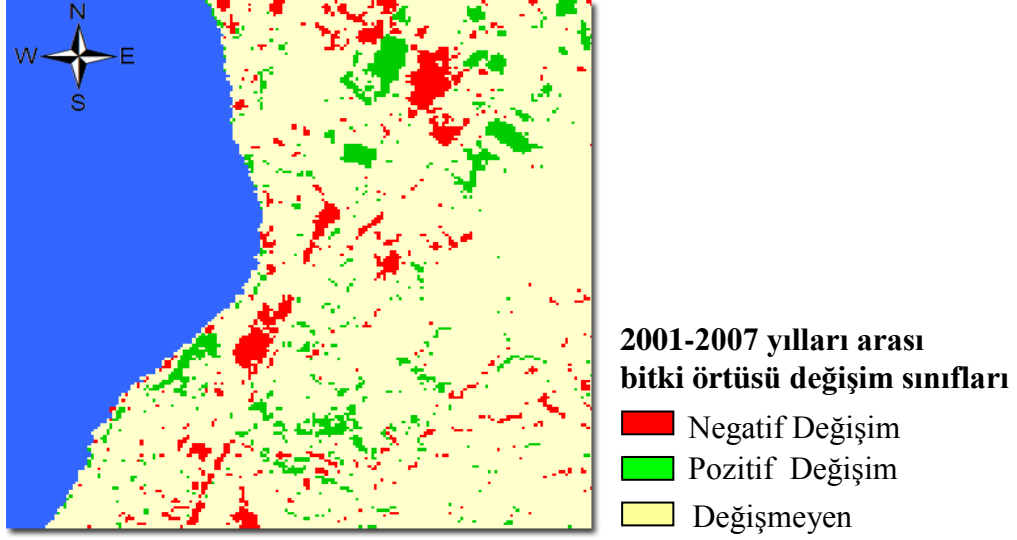 N
W E
S
2001-2007 yılları arası
bitki örtüsü değişim sınıfları
Negatif Değişim
Pozitif Değişim
Değişmeyen